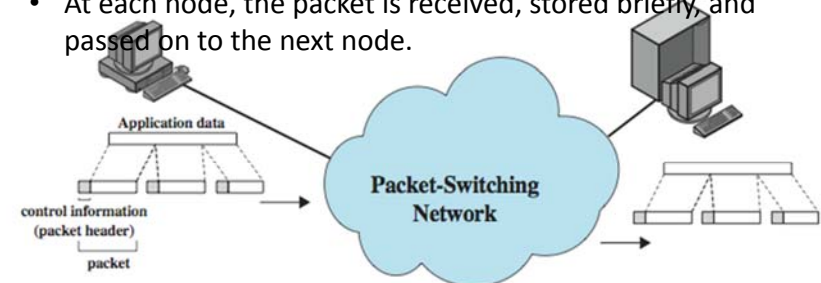 • At each node, the packet is received, stored briefly, and
passed on to the next node.
Application data
control information
(packet header)
packet
Packet-Switching
Network